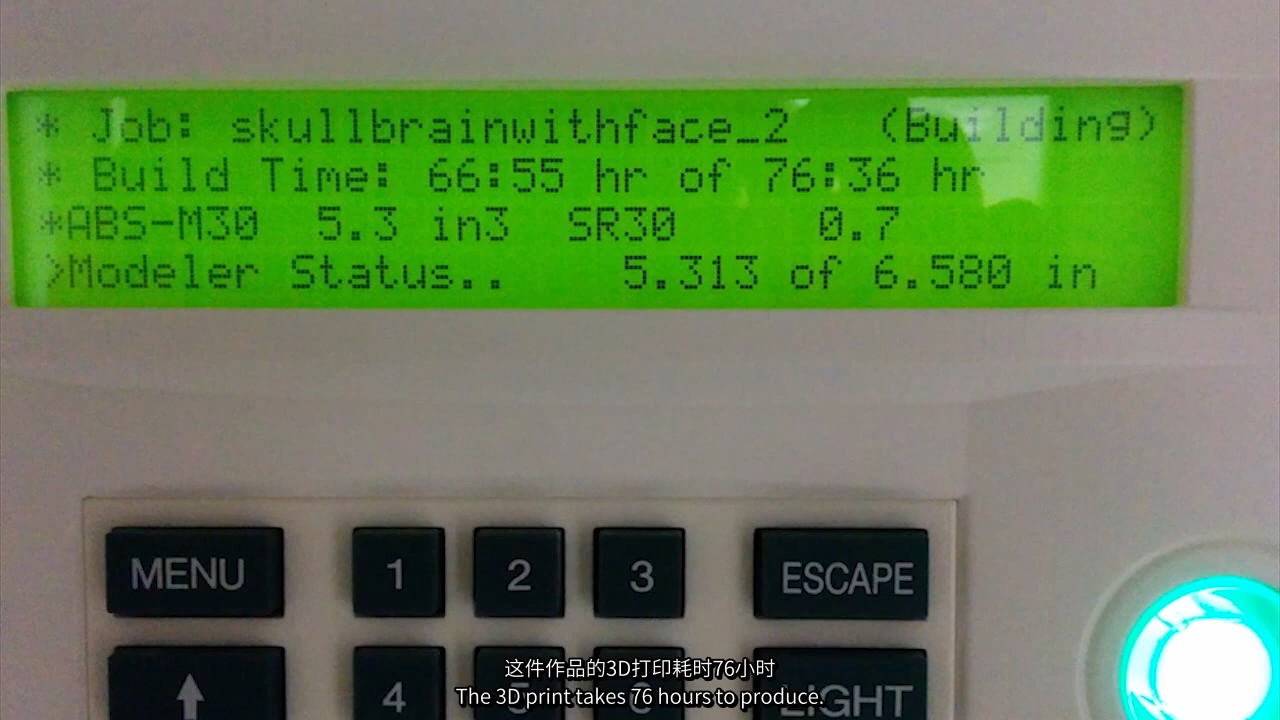 * Job: skullbrainwithface_2 (Building)
* Build Time: 66:55 hr of 76:36 hr
*ABS-M30 5.3 in3 SR30 0.7
>Modeler Status.. 5.313 of 6.580 in
MENU 1 2 3 ESCAPE
↑ 4 5 6 LIGHT
这件作品的3D打印耗时76小时
The 3D print takes 76 hours to produce.